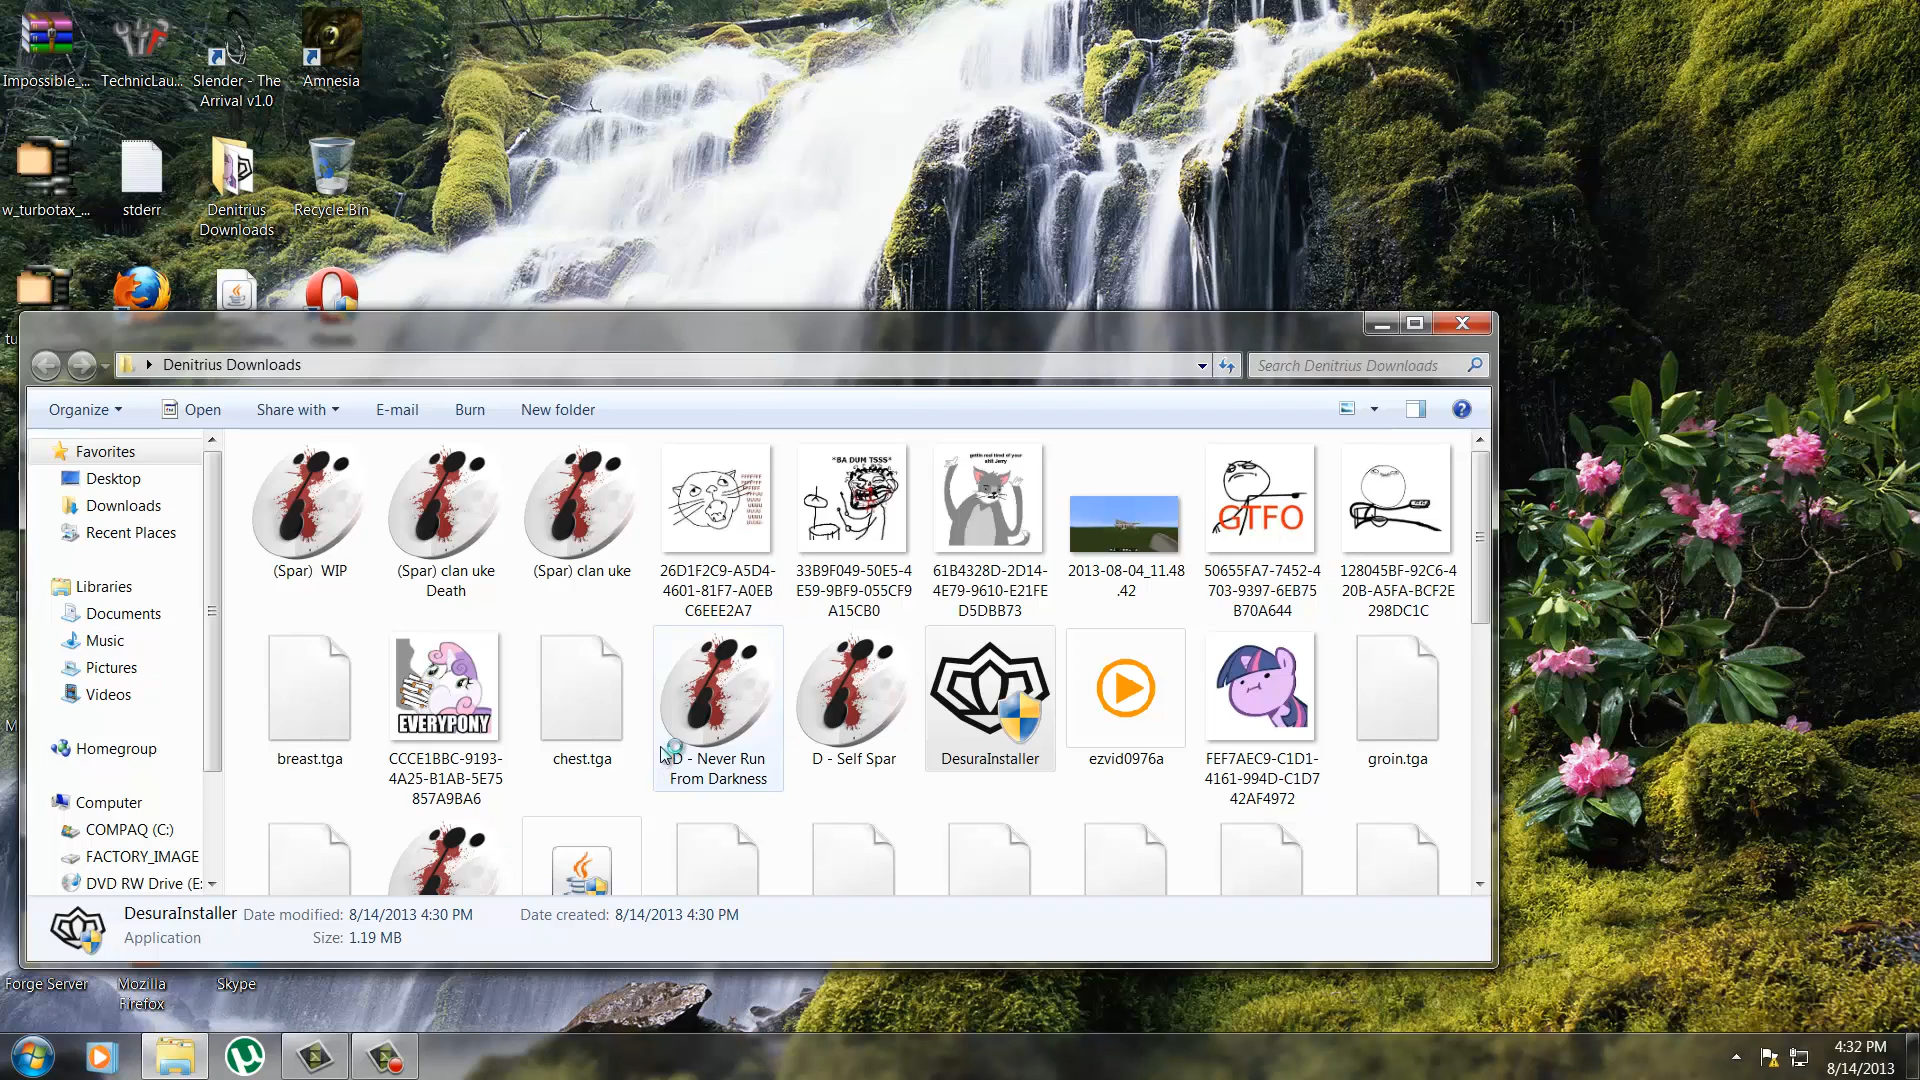 Impossible_...
TechnicLau...
Slender - The
Arrival v1.0
Amnesia
w_turbotax_...
stderr
Denitrius
Downloads
Recycle Bin
Denitrius Downloads
Search Denitrius Downloads
Organize
Open
Share with
E-mail
Burn
New folder
Favorites
Desktop
Downloads
Recent Places
Libraries
Documents
Music
Pictures
Videos
Homegroup
Computer
COMPAQ (C:)
FACTORY_IMAGE
DVD RW Drive (E:
*BA DUM TSSS*
GTFO
(Spar) WIP
(Spar) clan uke
Death
(Spar) clan uke
26D1F2C9-A5D4-
4601-81F7-A0EB
C6EEE2A7
33B9F049-50E5-4
E59-9BF9-055CF9
A15CB0
61B4328D-2D14-
4E79-9610-E21FE
D5DBB73
2013-08-04_11.48
.42
50655FA7-7452-4
703-9397-6EB75
B70A644
128045BF-92C6-4
20B-A5FA-BCF2E
298DC1C
EVERYPONY
breast.tga
CCCE1BBC-9193-
4A25-B1AB-5E75
857A9BA6
chest.tga
D - Never Run
From Darkness
D - Self Spar
DesuraInstaller
ezvid0976a
FEF7AEC9-C1D1-
4161-994D-C1D7
42AF4972
groin.tga
DesuraInstaller
Date modified: 8/14/2013 4:30 PM
Date created: 8/14/2013 4:30 PM
Application
Size: 1.19 MB
Forge Server
Mozilla
Firefox
Skype
4:32 PM
8/14/2013